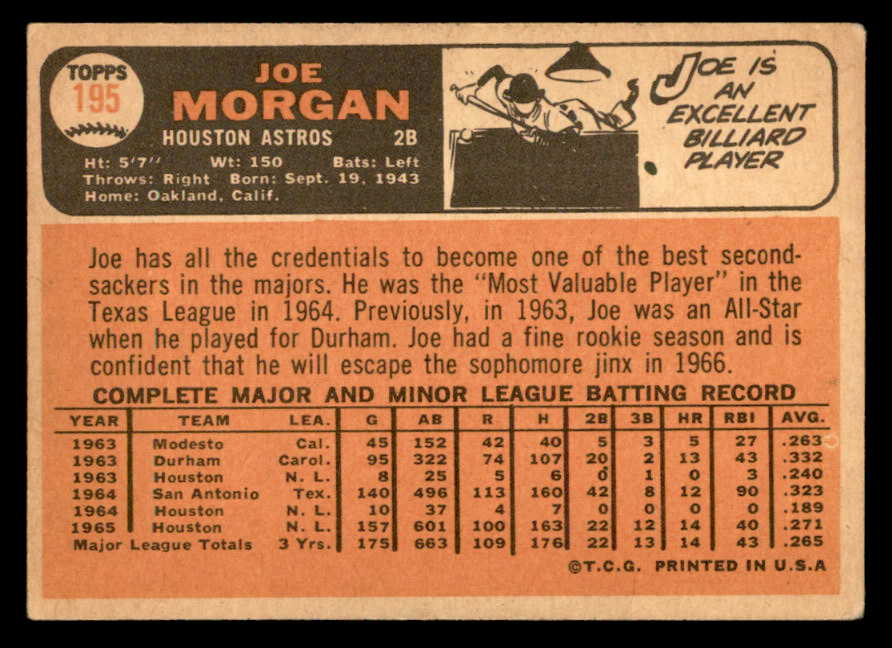 TOPPS
195
JOE
MORGAN
HOUSTON ASTROS 2B
Ht: 5'7" Wt: 150 Bats: Left
Throws: Right Born: Sept. 19, 1943
Home: Oakland, Calif.
JOE IS
AN
EXCELLENT
BILLIARD
PLAYER
Joe has all the credentials to become one of the best second-
sackers in the majors. He was the "Most Valuable Player" in the
Texas League in 1964. Previously, in 1963, Joe was an All-Star
when he played for Durham. Joe had a fine rookie season and is
confident that he will escape the sophomore jinx in 1966.
COMPLETE MAJOR AND MINOR LEAGUE BATTING RECORD
YEAR TEAM LEA. G AB R H 2B 3B HR RBI AVG.
1963 Modesto Cal. 45 152 42 40 5 3 5 27 .263
1963 Durham Carol. 95 322 74 107 20 2 13 43 .332
1963 Houston N. L. 8 25 5 6 0 1 0 3 .240
1964 San Antonio Tex. 140 496 113 160 42 8 12 90 .323
1964 Houston N. L. 10 37 4 7 0 0 0 0 .189
1965 Houston N. L. 157 601 100 163 22 12 14 40 .271
Major League Totals 3 Yrs. 175 663 109 176 22 13 14 43 .265
©T.C.G. PRINTED IN U.S.A